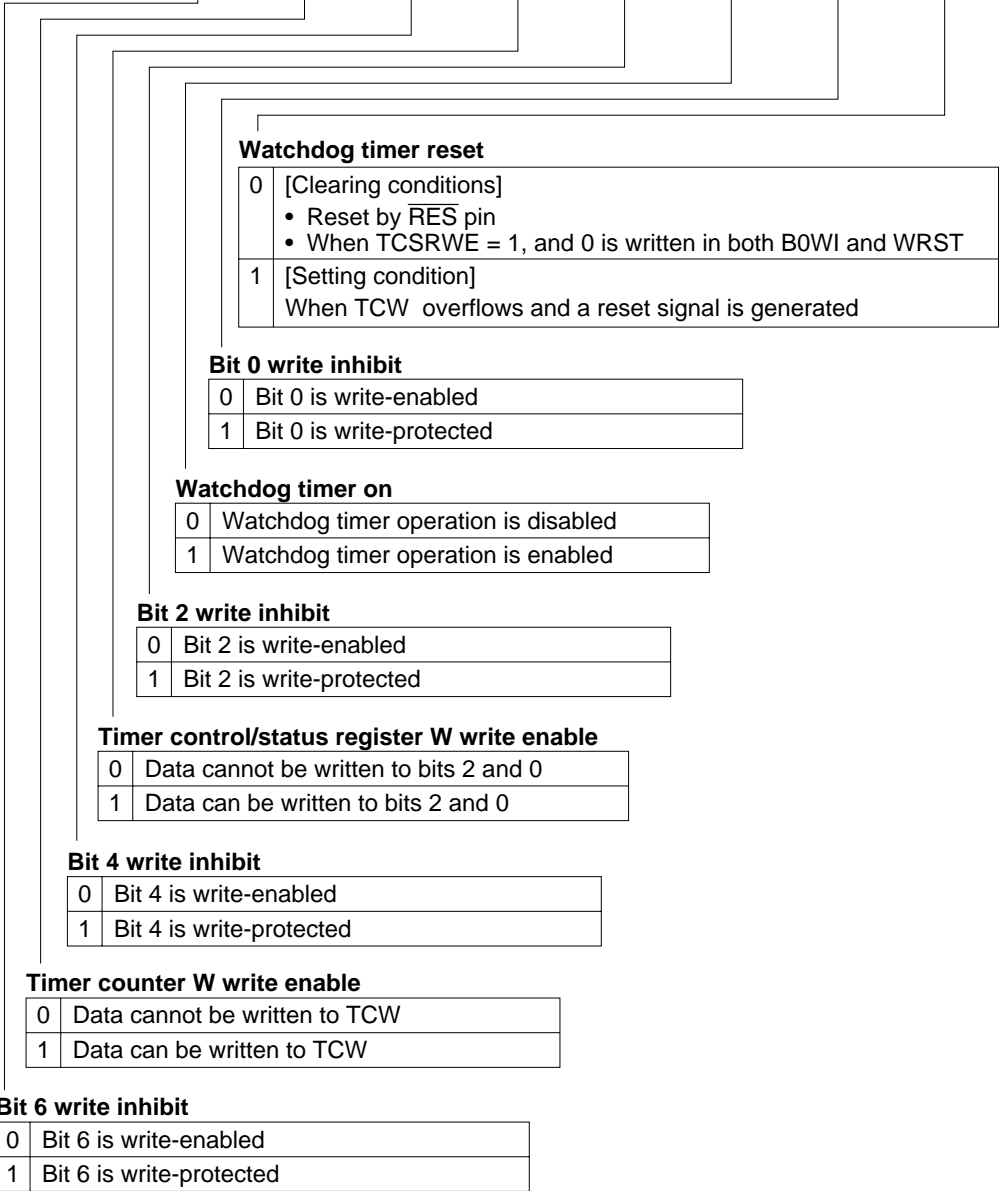 Watchdog timer reset
0 [Clearing conditions]
• Reset by R̅E̅S̅ pin
• When TCSRWE = 1, and 0 is written in both B0WI and WRST
1 [Setting condition]
When TCW overflows and a reset signal is generated
Bit 0 write inhibit
0 Bit 0 is write-enabled
1 Bit 0 is write-protected
Watchdog timer on
0 Watchdog timer operation is disabled
1 Watchdog timer operation is enabled
Bit 2 write inhibit
0 Bit 2 is write-enabled
1 Bit 2 is write-protected
Timer control/status register W write enable
0 Data cannot be written to bits 2 and 0
1 Data can be written to bits 2 and 0
Bit 4 write inhibit
0 Bit 4 is write-enabled
1 Bit 4 is write-protected
Timer counter W write enable
0 Data cannot be written to TCW
1 Data can be written to TCW
Bit 6 write inhibit
0 Bit 6 is write-enabled
1 Bit 6 is write-protected